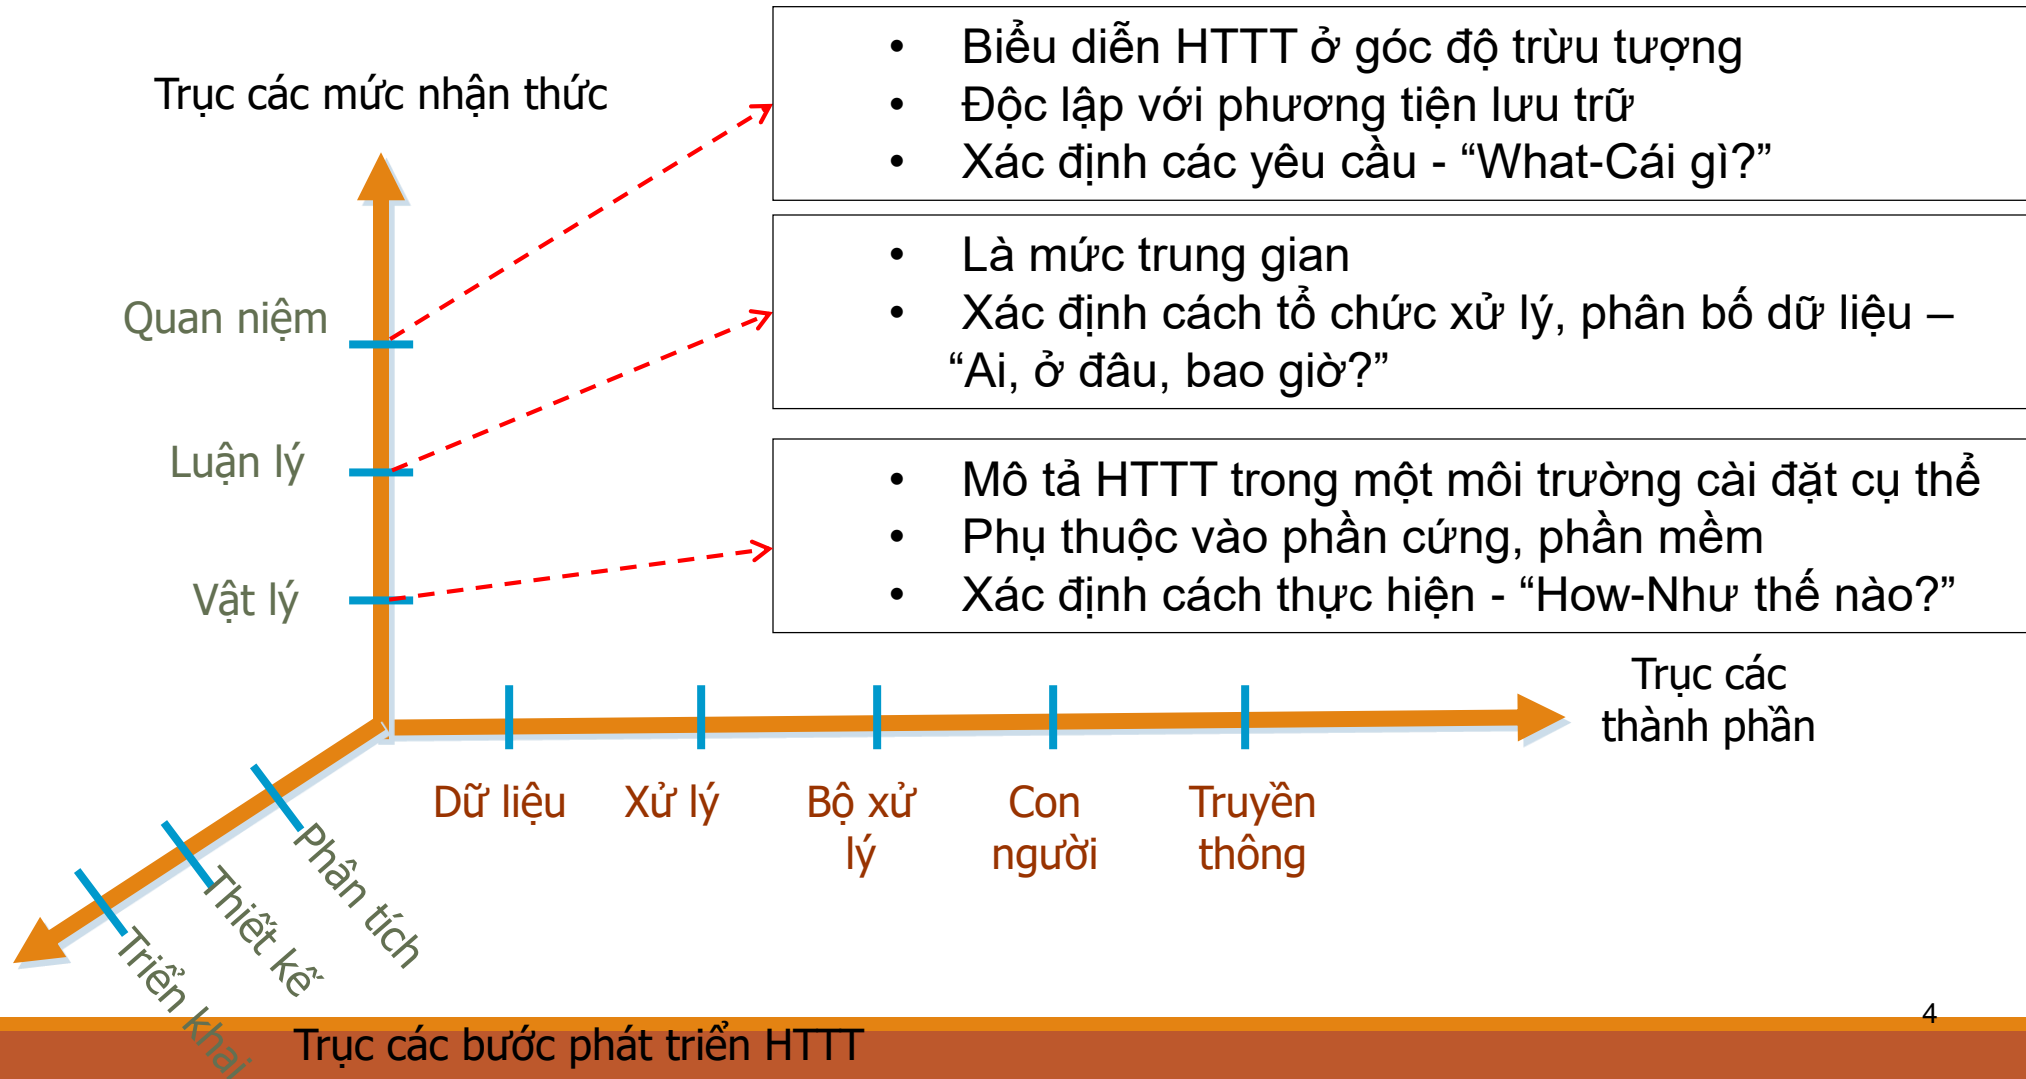 Trục các mức nhận thức
• Biểu diễn HTTT ở góc độ trừu tượng
• Độc lập với phương tiện lưu trữ
• Xác định các yêu cầu - “What-Cái gì?”
Quan niệm
• Là mức trung gian
• Xác định cách tổ chức xử lý, phân bố dữ liệu –
“Ai, ở đâu, bao giờ?”
Luận lý
• Mô tả HTTT trong một môi trường cài đặt cụ thể
• Phụ thuộc vào phần cứng, phần mềm
• Xác định cách thực hiện - “How-Như thế nào?”
Vật lý
Trục các
thành phần
Dữ liệu
Xử lý
Bộ xử
lý
Con
người
Truyền
thông
Phân tích
Thiết kế
Triển khai
Trục các bước phát triển HTTT
4